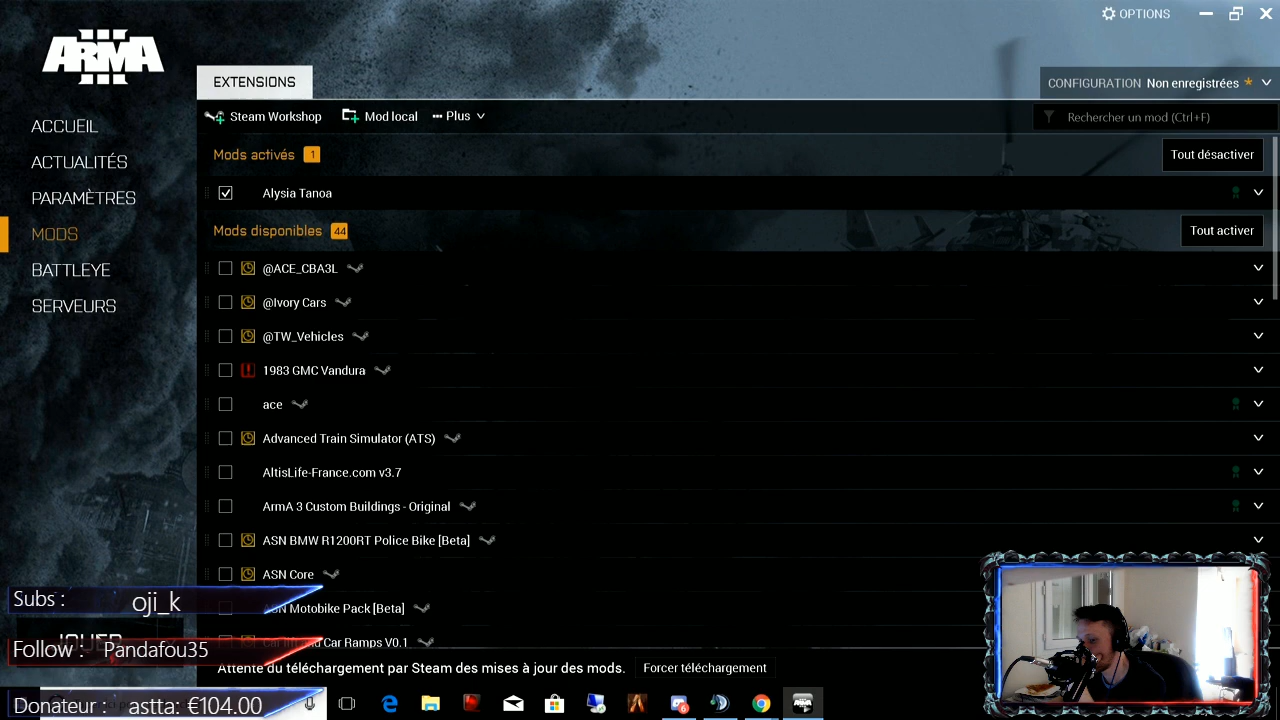 OPTIONS
ARMA III
EXTENSIONS
CONFIGURATION Non enregistrées *
Steam Workshop Mod local ••• Plus
Rechercher un mod (Ctrl+F)
ACCUEIL
ACTUALITÉS
PARAMÈTRES
MODS
BATTLEYE
SERVEURS
Mods activés 1
Tout désactiver
Alysia Tanoa
Mods disponibles 44
Tout activer
@ACE_CBA3L
@Ivory Cars
@TW_Vehicles
1983 GMC Vandura
ace
Advanced Train Simulator (ATS)
AltisLife-France.com v3.7
ArmA 3 Custom Buildings - Original
ASN BMW R1200RT Police Bike [Beta]
ASN Core
ASN Motobike Pack [Beta]
Car Ramps V0.1
Attente du téléchargement par Steam des mises à jour des mods.
Forcer téléchargement
Subs : oji_k
JOUER
Follow : Pandafou35
Donateur : astta: €104.00